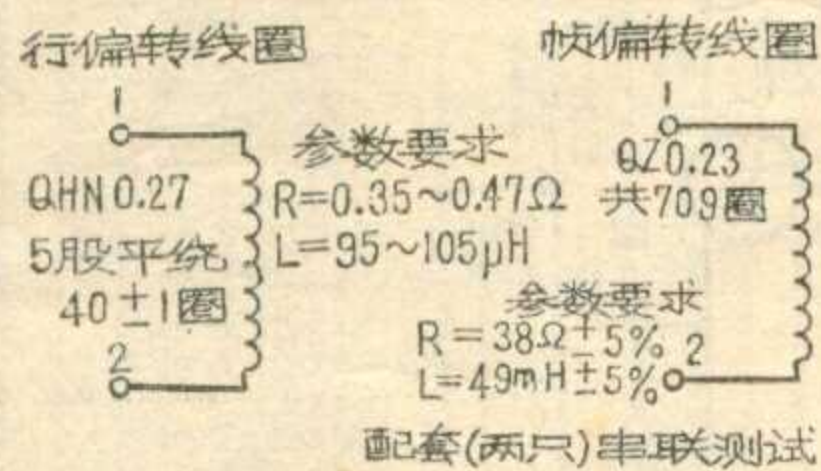 行偏转线圈
1
QHN 0.27
5股平绕
40±1圈
2
参数要求
R=0.35~0.47Ω
L=95~105μH
帧偏转线圈
1
QZ0.23
共709圈
参数要求
R=38Ω±5%
L=49mH±5%
2
配套(两只)串联测试